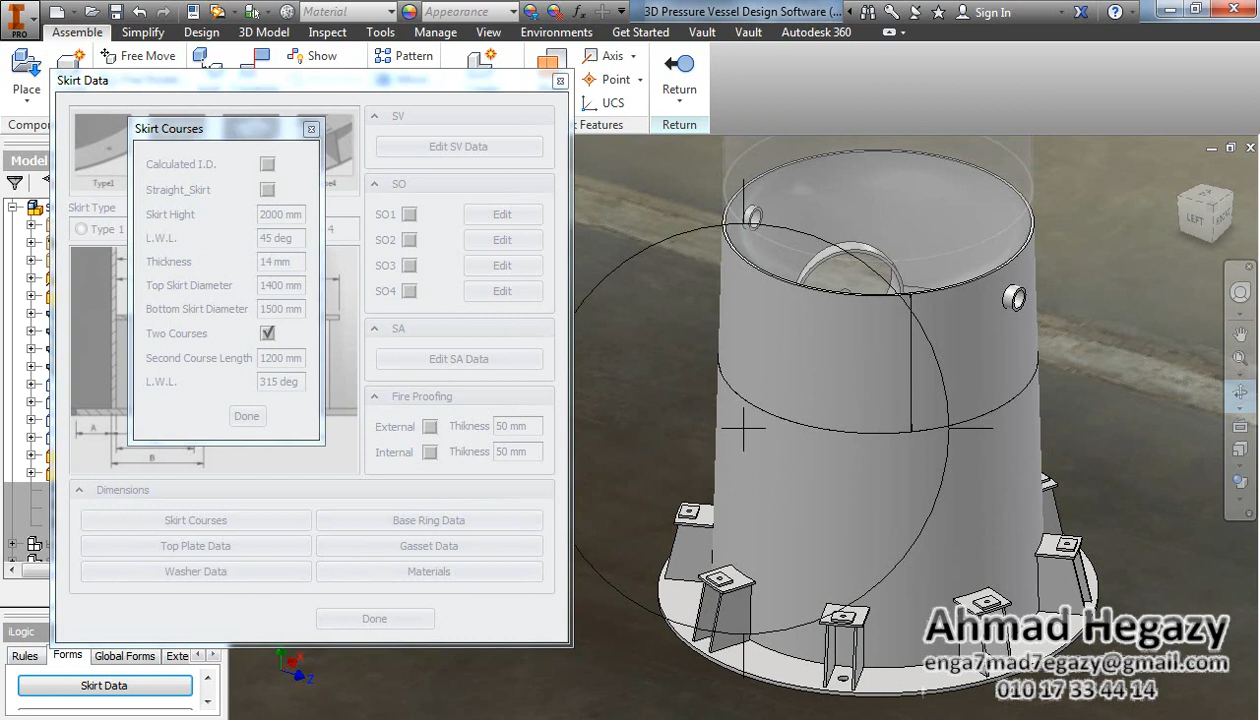 Material
Appearance
3D Pressure Vessel Design Software (...
Sign In
PRO
Assemble
Simplify
Design
3D Model
Inspect
Tools
Manage
View
Environments
Get Started
Vault
Vault
Autodesk 360
Place
Free Move
Show
Pattern
Axis
Point
UCS
Return
Compor
t Features
Return
Model
Skirt Data
Type1
Skirt Type
Type 1
4
A
B
Skirt Courses
Calculated I.D.
Straight_Skirt
Skirt Hight 2000 mm
L.W.L. 45 deg
Thickness 14 mm
Top Skirt Diameter 1400 mm
Bottom Skirt Diameter 1500 mm
Two Courses
Second Course Length 1200 mm
L.W.L. 315 deg
Done
SV
Edit SV Data
SO
SO1 Edit
SO2 Edit
SO3 Edit
SO4 Edit
SA
Edit SA Data
Fire Proofing
External Thikness 50 mm
Internal Thikness 50 mm
Dimensions
Skirt Courses Base Ring Data
Top Plate Data Gasset Data
Washer Data Materials
Done
iLogic
Rules Forms Global Forms Exte
Skirt Data
LEFT
X
Z
Ahmad Hegazy
enga7mad7egazy@gmail.com
010 17 33 44 14